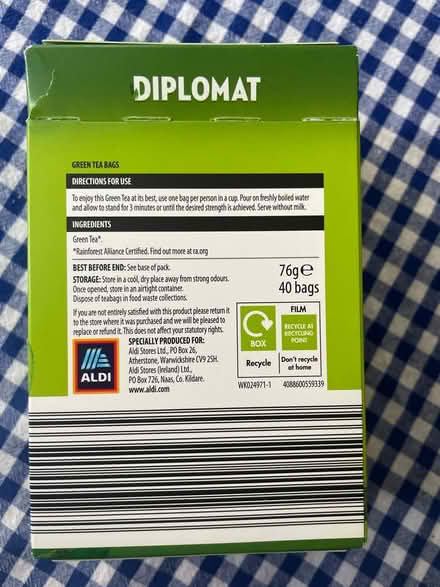 DIPLOMAT
GREEN TEA BAGS
DIRECTIONS FOR USE
To enjoy this Green Tea at its best, use one bag per person in a cup. Pour on freshly boiled water
and allow to stand for 3 minutes or until the desired strength is achieved. Serve without milk.
INGREDIENTS
Green Tea*.
*Rainforest Alliance Certified. Find out more at ra.org
BEST BEFORE END: See base of pack.
STORAGE: Store in a cool, dry place away from strong odours.
Once opened, store in an airtight container.
Dispose of teabags in food waste collections.
76g℮
40 bags
If you are not entirely satisfied with this product please return it
to the store where it was purchased and we will be pleased to
replace or refund it. This does not affect your statutory rights.
ALDI
SPECIALLY PRODUCED FOR:
Aldi Stores Ltd., PO Box 26,
Atherstone, Warwickshire CV9 2SH.
Aldi Stores (Ireland) Ltd.,
PO Box 726, Naas, Co. Kildare.
www.aldi.com
BOX
Recycle
FILM
RECYCLE AT
RECYCLING
POINT
Don't recycle
at home
WK024971-1 4088600559339